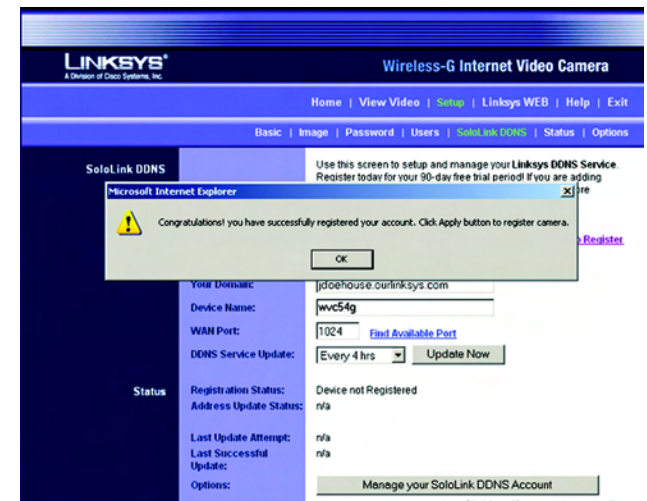 LINKSYS®
A Division of Cisco Systems, Inc.
Wireless-G Internet Video Camera
Home | View Video | Setup | Linksys WEB | Help | Exit
Basic | Image | Password | Users | SoloLink DDNS | Status | Options
SoloLink DDNS
Use this screen to setup and manage your Linksys DDNS Service.
Register today for your 90-day free trial period! If you are adding
Microsoft Internet Explorer
Congratulations! you have successfully registered your account. Click Apply button to register camera.
OK
Register
Your Domain: jdoehouse.ourlinksys.com
Device Name: wvc54g
WAN Port: 1024 Find Available Port
DDNS Service Update: Every 4 hrs Update Now
Status
Registration Status: Device not Registered
Address Update Status: n/a
Last Update Attempt: n/a
Last Successful n/a
Update:
Options: Manage your SoloLink DDNS Account